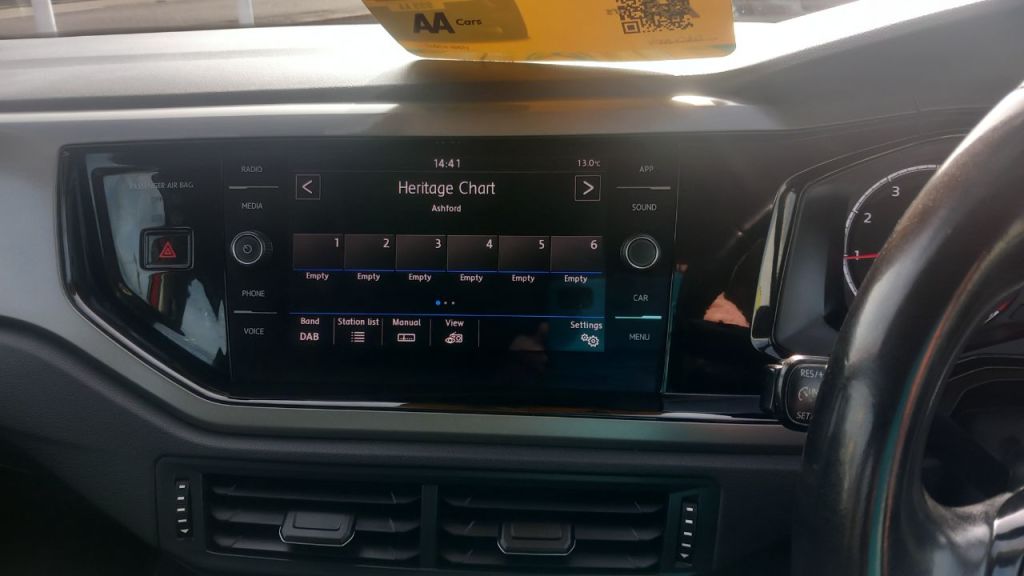 AA Cars
PASSENGER AIR BAG
RADIO
MEDIA
PHONE
VOICE
14:41
13.0°C
Heritage Chart
Ashford
1 2 3 4 5 6
Empty Empty Empty Empty Empty Empty
Band Station list Manual View Settings
DAB
APP
SOUND
CAR
MENU
3
2
1
RES/+
SET/